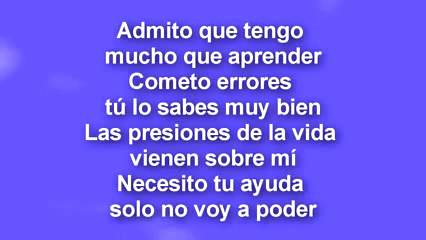 Admito que tengo
mucho que aprender
Cometo errores
tú lo sabes muy bien
Las presiones de la vida
vienen sobre mí
Necesito tu ayuda
solo no voy a poder